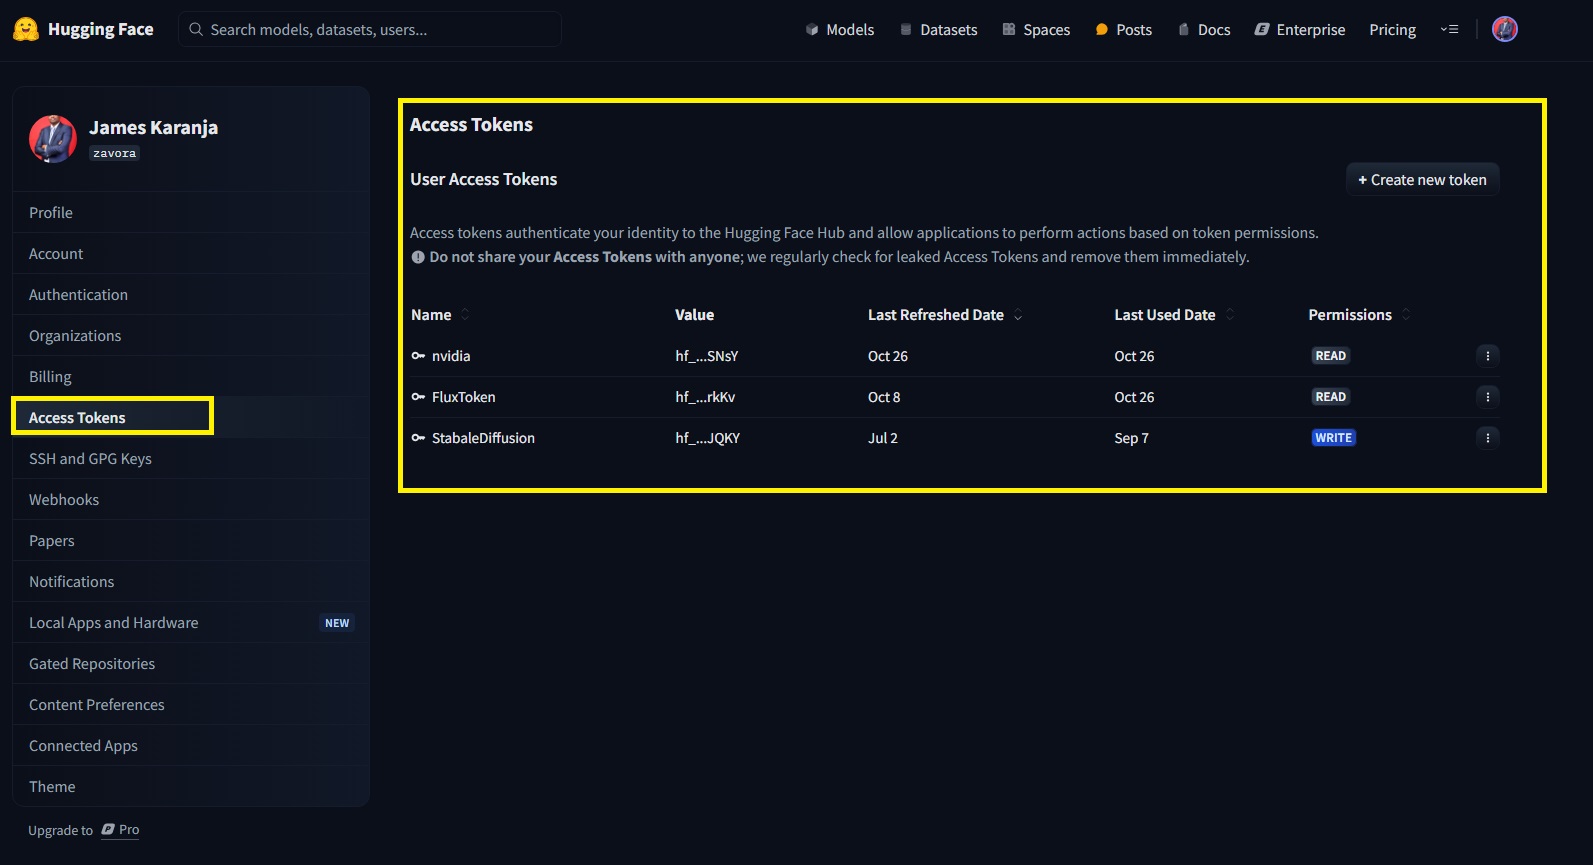 Hugging Face
Search models, datasets, users...
Models
Datasets
Spaces
Posts
Docs
Enterprise
Pricing
James Karanja
zavora
Profile
Account
Authentication
Organizations
Billing
Access Tokens
SSH and GPG Keys
Webhooks
Papers
Notifications
Local Apps and Hardware NEW
Gated Repositories
Content Preferences
Connected Apps
Theme
Upgrade to Pro
Access Tokens
User Access Tokens
+ Create new token
Access tokens authenticate your identity to the Hugging Face Hub and allow applications to perform actions based on token permissions.
Do not share your Access Tokens with anyone; we regularly check for leaked Access Tokens and remove them immediately.
Name Value Last Refreshed Date Last Used Date Permissions
nvidia hf_...SNsY Oct 26 Oct 26 READ
FluxToken hf_...rkKv Oct 8 Oct 26 READ
StabaleDiffusion hf_...JQKY Jul 2 Sep 7 WRITE